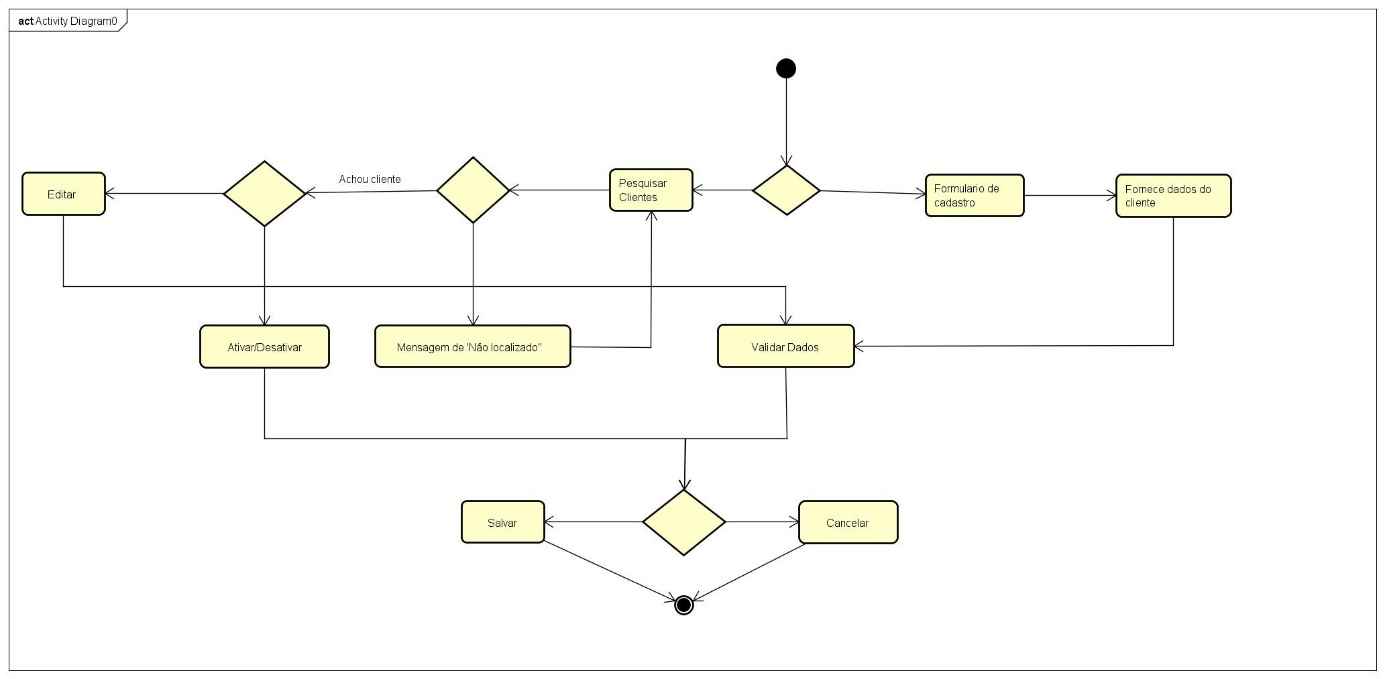 act Activity Diagram0
Achou cliente
Editar
Pesquisar
Clientes
Formulario de
cadastro
Fornece dados do
cliente
Ativar/Desativar
Mensagem de 'Não localizado"
Validar Dados
Salvar
Cancelar